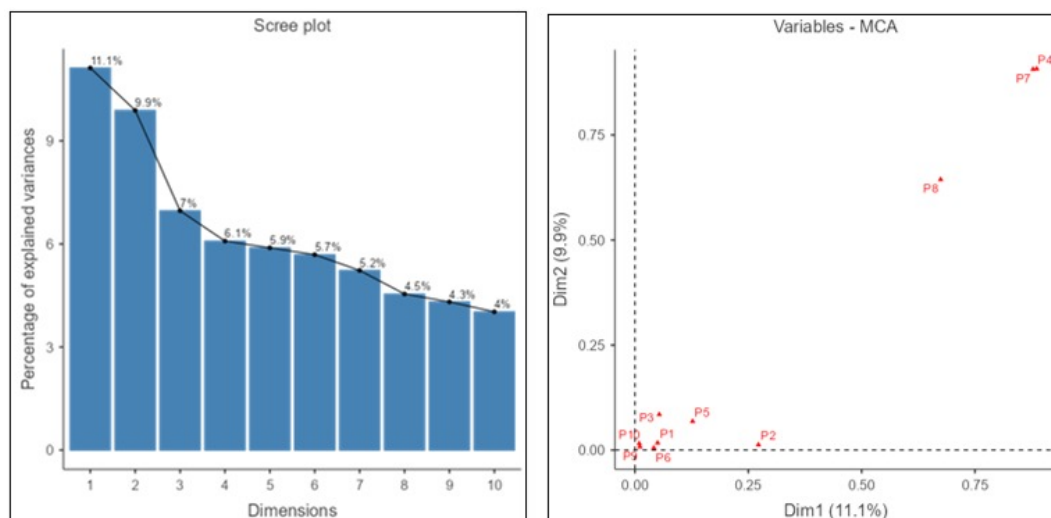 Scree plot
Percentage of explained variances
9
6
3
0
11.1%
9.9%
7%
6.1%
5.9%
5.7%
5.2%
4.5%
4.3%
4%
1 2 3 4 5 6 7 8 9 10
Dimensions
Variables - MCA
Dim2 (9.9%)
0.75
0.50
0.25
0.00
P4
P7
P8
P3
P5
P10
P1
P2
P9
P6
0.00 0.25 0.50 0.75
Dim1 (11.1%)